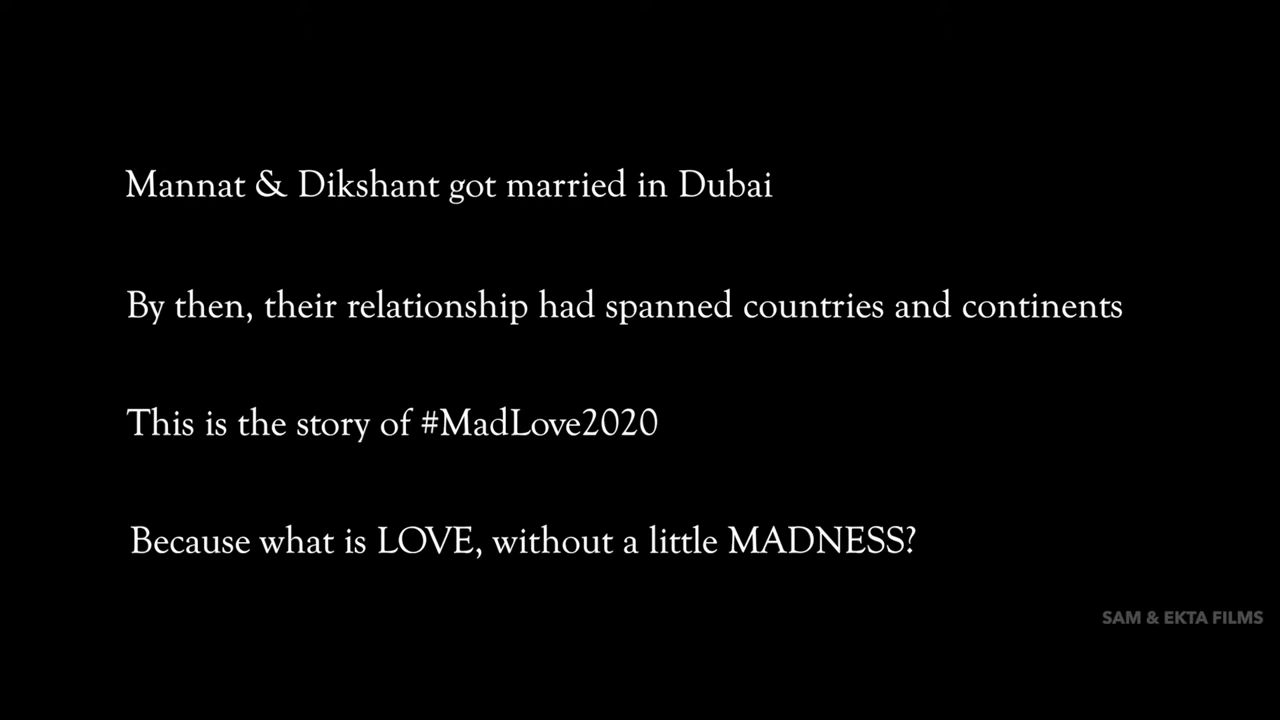 Mannat & Dikshant got married in Dubai
By then, their relationship had spanned countries and continents
This is the story of #MadLove2020
Because what is LOVE, without a little MADNESS?
SAM & EKTA FILMS